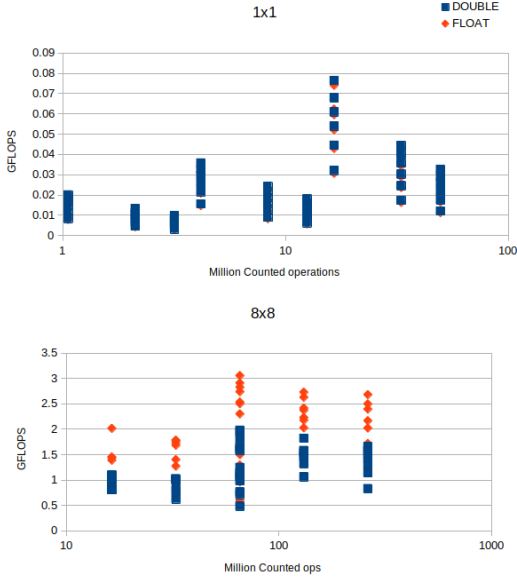 1x1
DOUBLE
FLOAT
0.09
0.08
0.07
0.06
0.05
0.04
0.03
0.02
0.01
0
GFLOPS
1 10 100
Million Counted operations
8x8
3.5
3
2.5
2
1.5
1
0.5
0
GFLOPS
10 100 1000
Million Counted ops